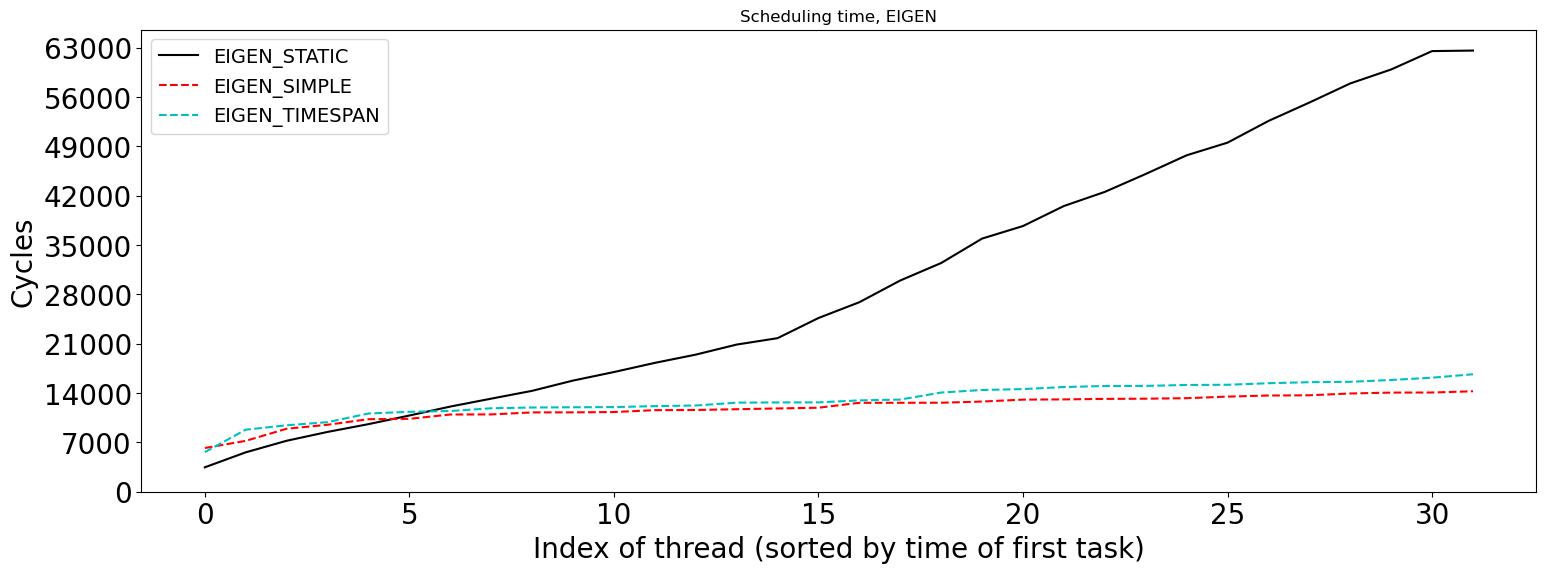 Scheduling time, EIGEN
EIGEN_STATIC
EIGEN_SIMPLE
EIGEN_TIMESPAN
Cycles
63000
56000
49000
42000
35000
28000
21000
14000
7000
0
0 5 10 15 20 25 30
Index of thread (sorted by time of first task)